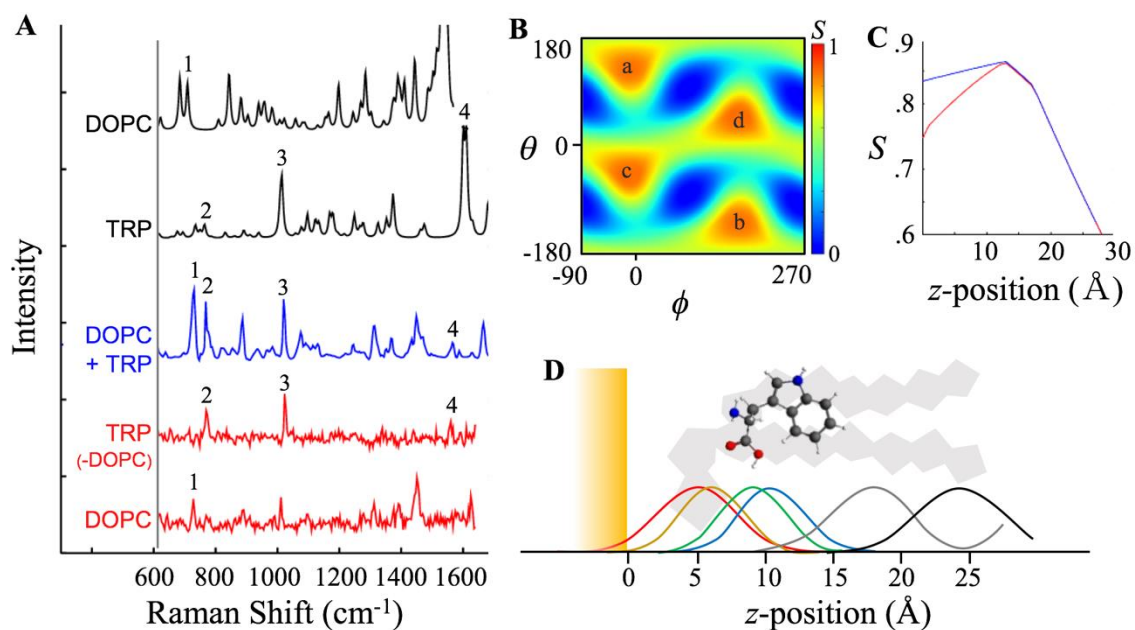 A
Intensity
DOPC
1
TRP
2
3
4
DOPC
+ TRP
1
2
3
4
TRP
(-DOPC)
2
3
4
DOPC
1
600 800 1000 1200 1400 1600
Raman Shift (cm-1)
B
S
180
θ 0
-180
-90 0 270
ϕ
a
d
c
b
1
0
C
.9
.8
S
.7
.6
0 10 20 30
z-position (Å)
D
0 5 10 15 20 25
z-position (Å)